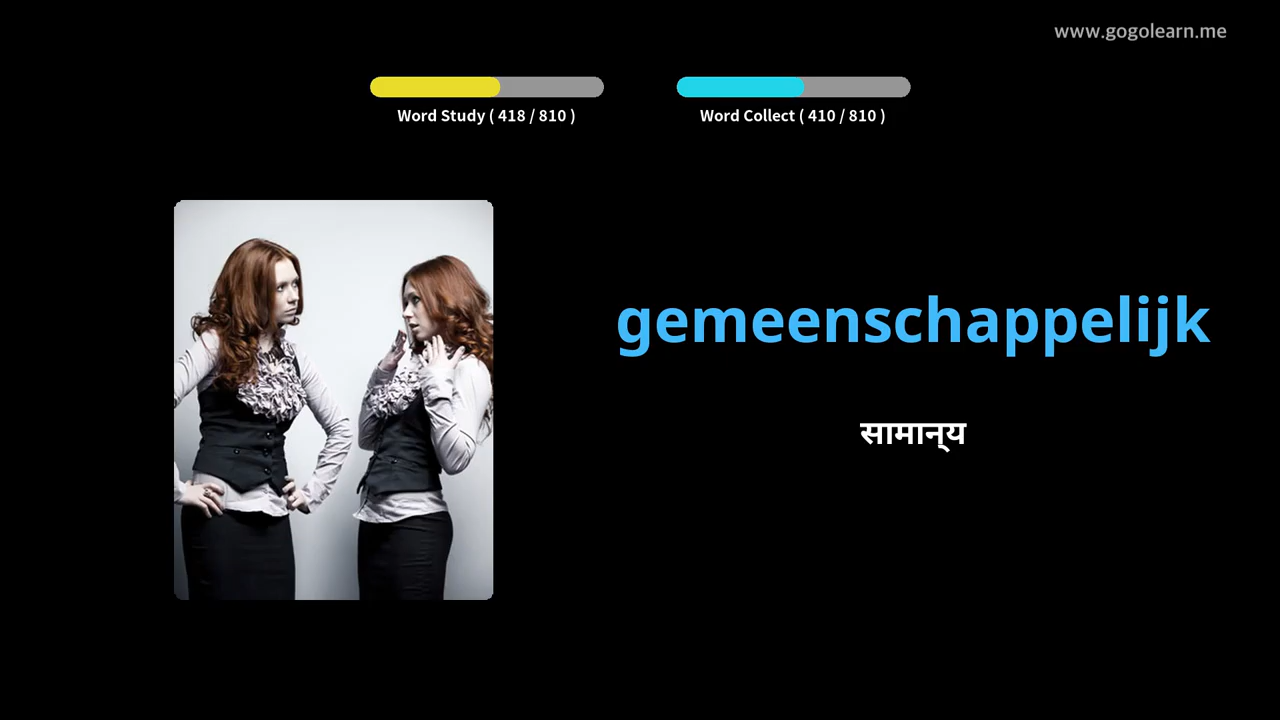 www.gogolearn.me
Word Study ( 418 / 810 )
Word Collect ( 410 / 810 )
gemeenschappelijk
सामान्य